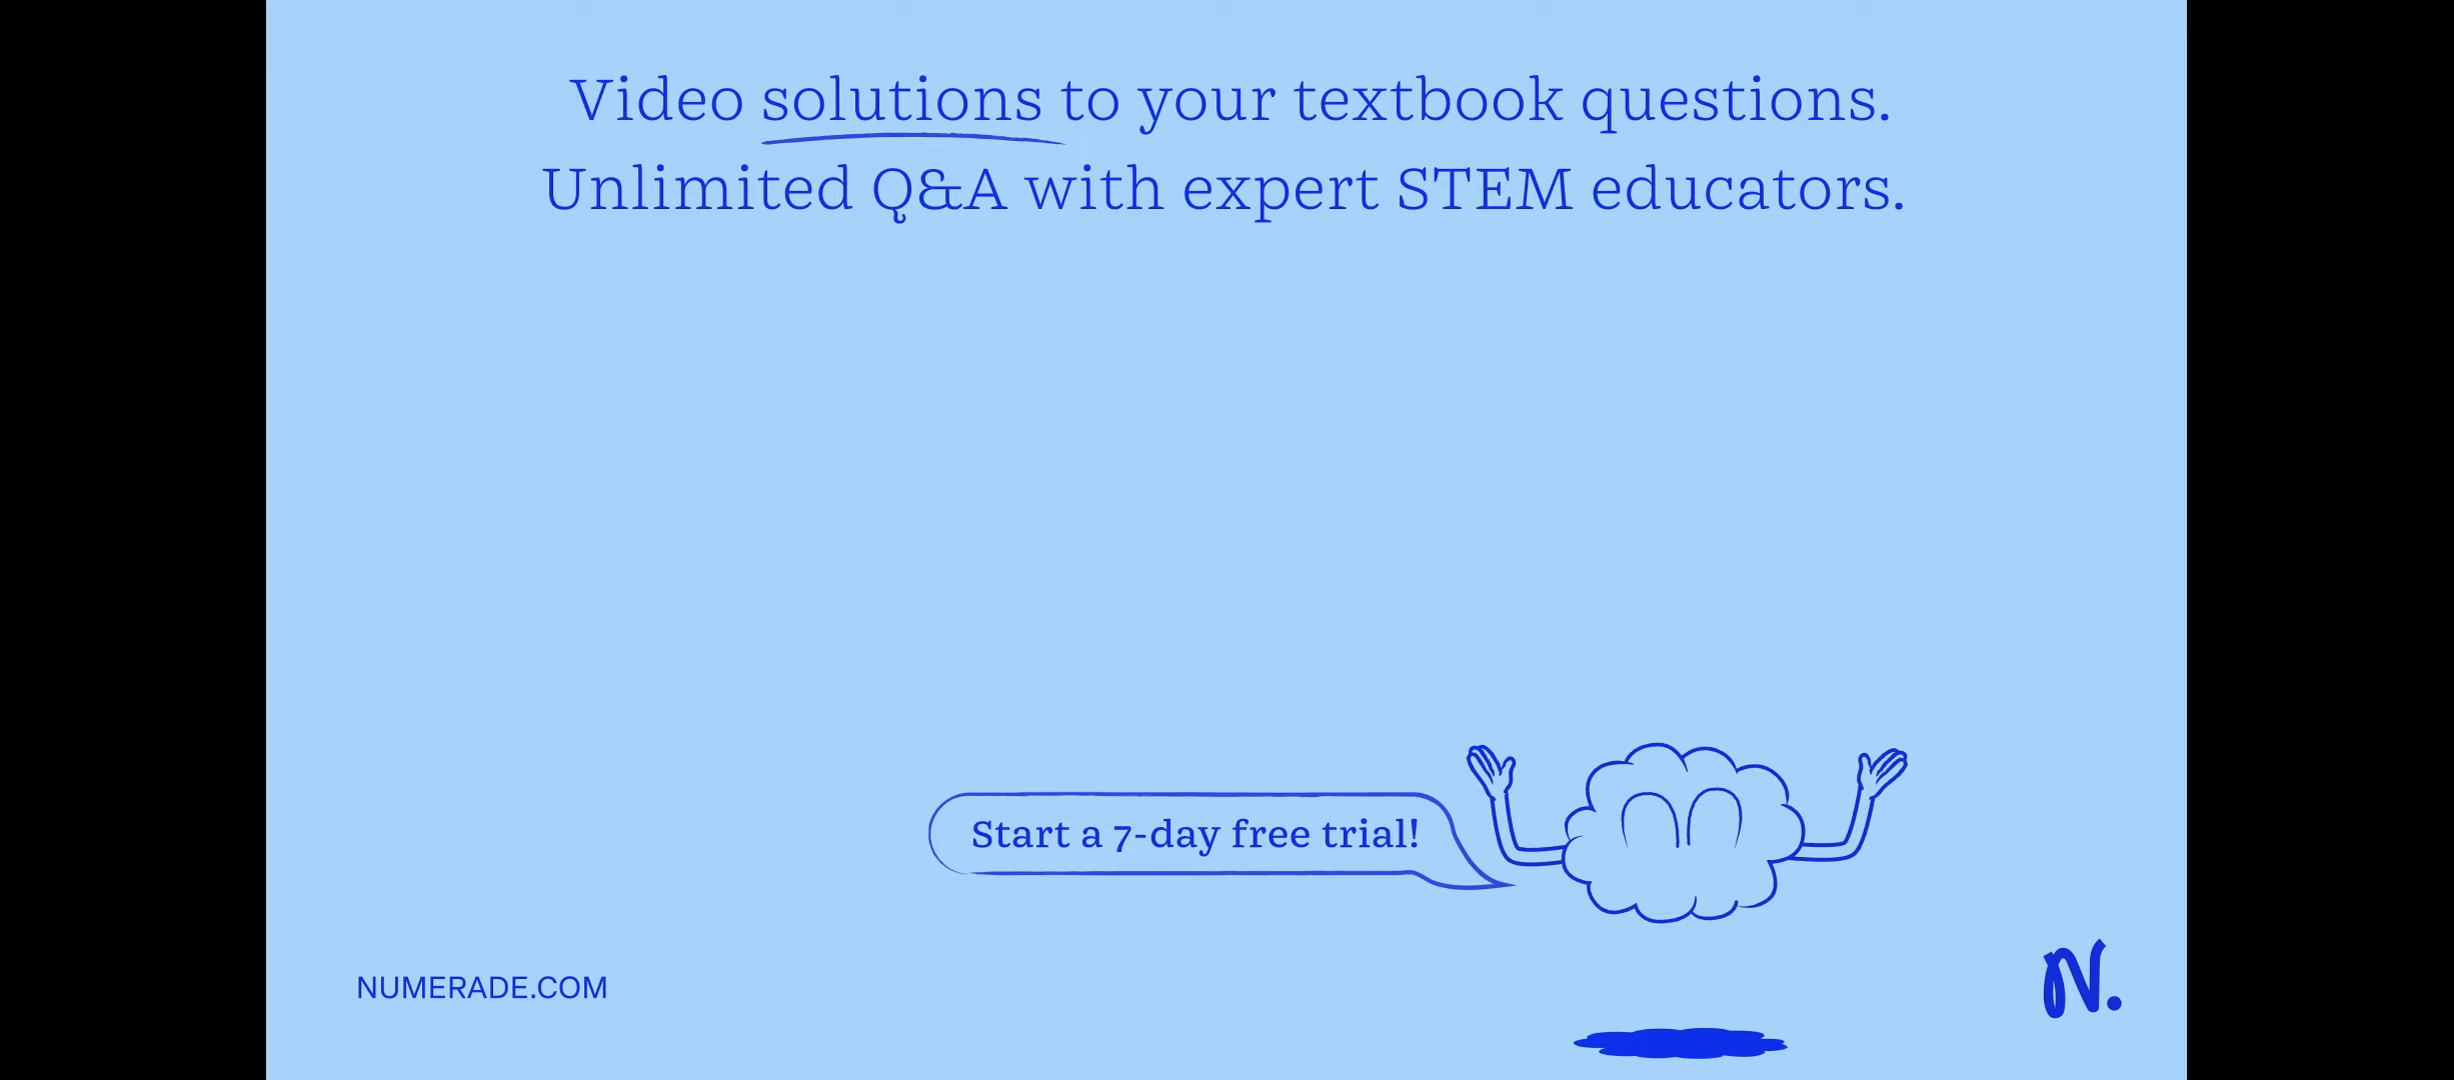 Video solutions to your textbook questions.
Unlimited Q&A with expert STEM educators.
Start a 7-day free trial!
NUMERADE.COM
N.